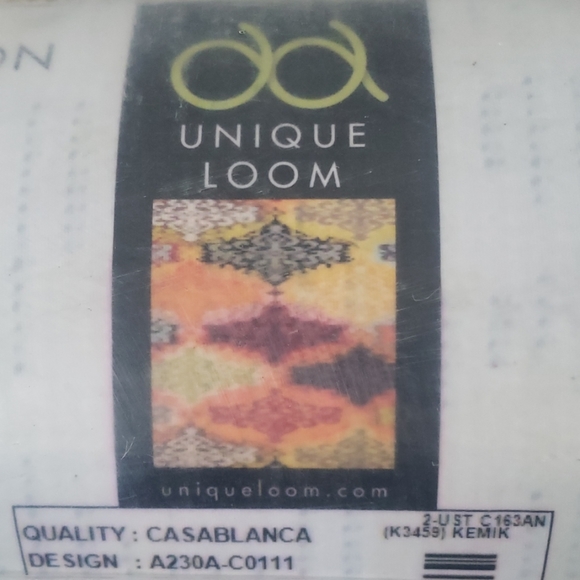 ON
UNIQUE
LOOM
uniqueloom.com
QUALITY : CASABLANCA
DESIGN : A230A-C0111
2-UST C163AN
(K3459) KEMIK